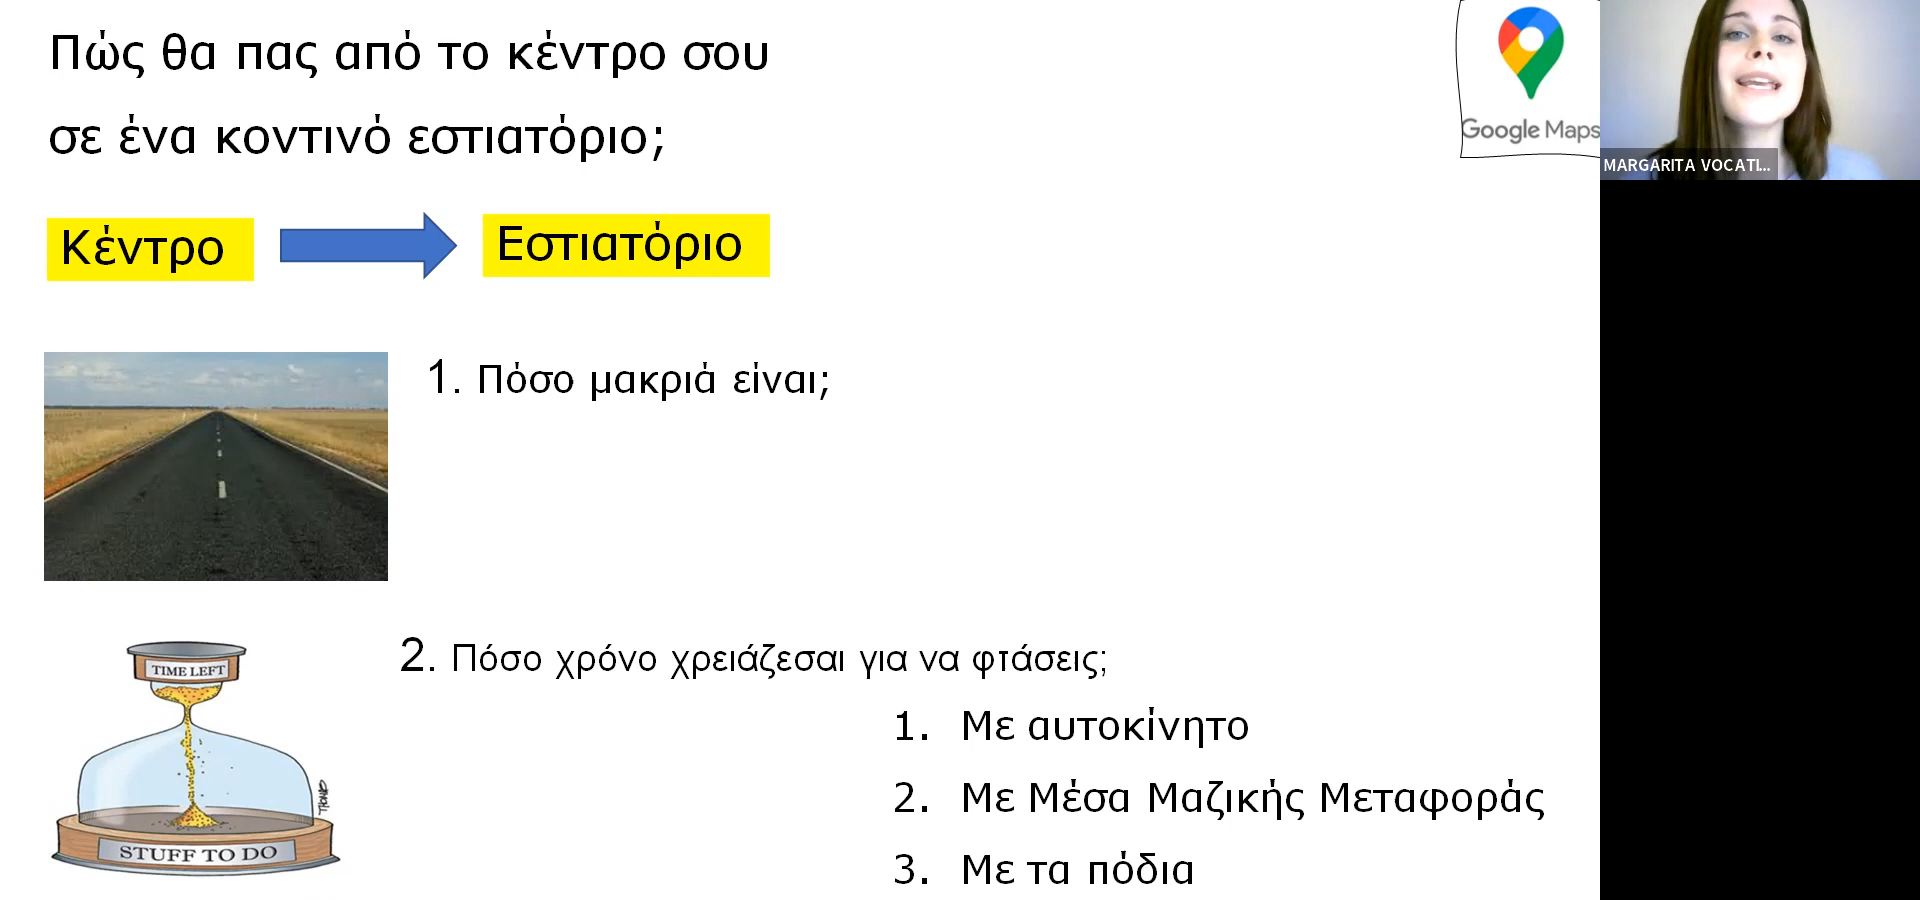 Πώς θα πας από το κέντρο σου
σε ένα κοντινό εστιατόριο;
Google Maps
MARGARITA VOCATI...
Κέντρο
Εστιατόριο
1. Πόσο μακριά είναι;
2. Πόσο χρόνο χρειάζεσαι για να φτάσεις;
1. Με αυτοκίνητο
2. Με Μέσα Μαζικής Μεταφοράς
3. Με τα πόδια
TIME LEFT
STUFF TO DO